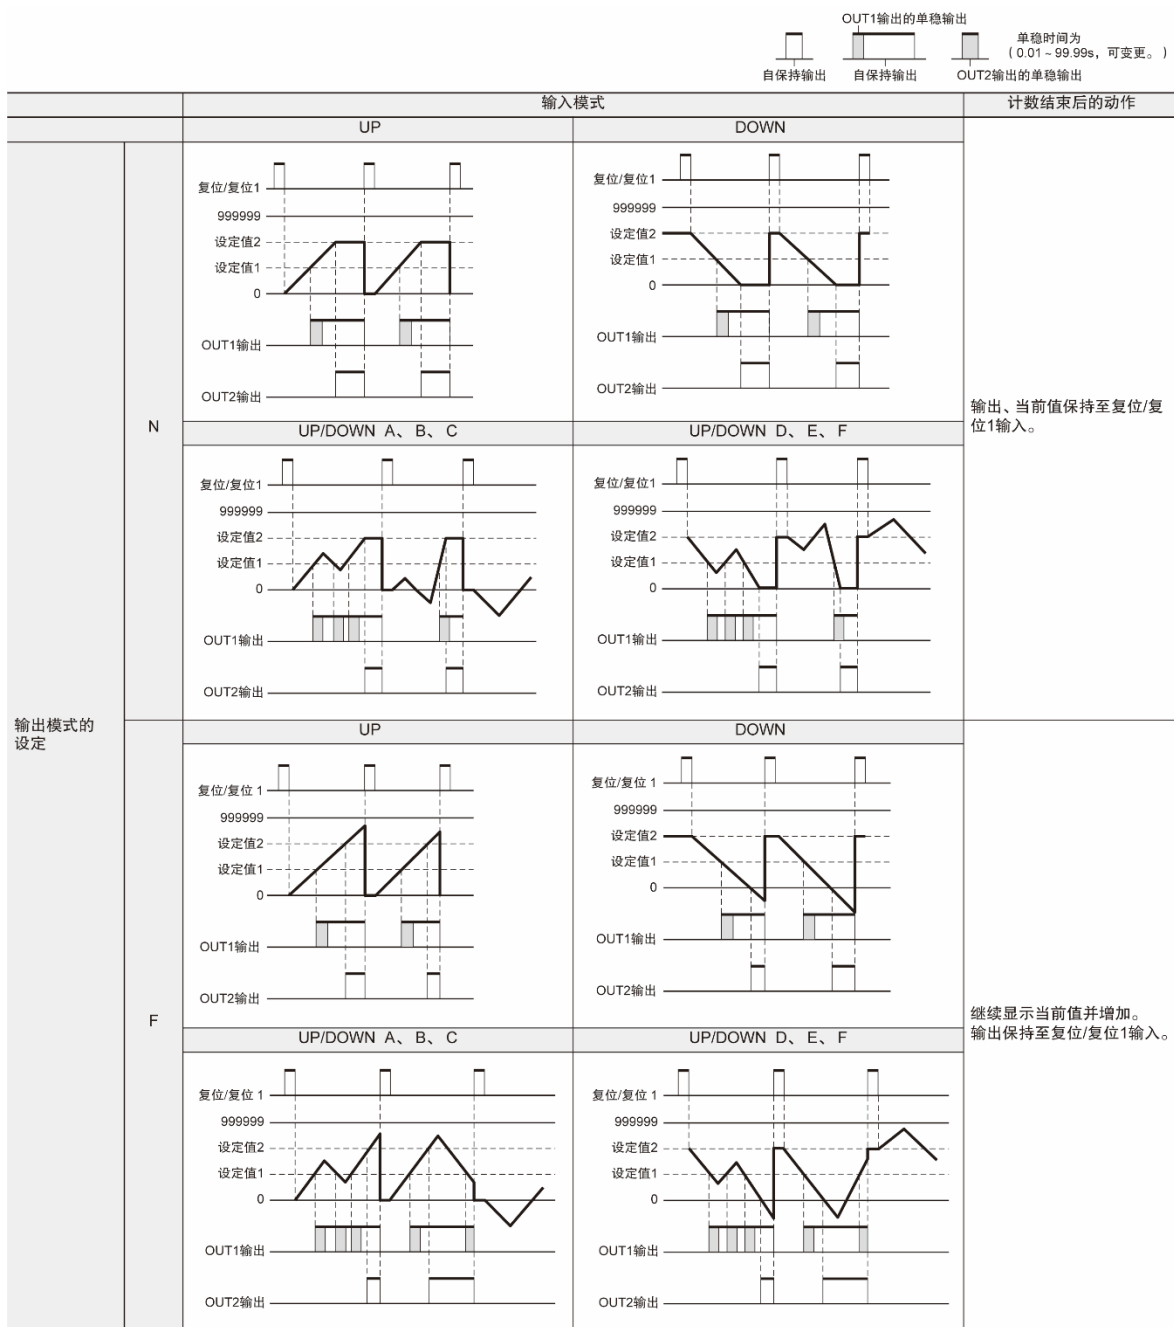 OUT1输出的单稳输出
单稳时间为
( 0.01 ~ 99.99s，可变更。)
自保持输出
自保持输出
OUT2输出的单稳输出
输入模式
计数结束后的动作
UP
DOWN
输出模式的
设定
N
复位/复位1
999999
设定值2
设定值1
0
OUT1输出
OUT2输出
复位/复位1
999999
设定值2
设定值1
0
OUT1输出
OUT2输出
输出、当前值保持至复位/复
位1输入。
UP/DOWN A、B、C
UP/DOWN D、E、F
复位/复位1
999999
设定值2
设定值1
0
OUT1输出
OUT2输出
复位/复位1
999999
设定值2
设定值1
0
OUT1输出
OUT2输出
F
UP
DOWN
复位/复位 1
999999
设定值2
设定值1
0
OUT1输出
OUT2输出
复位/复位 1
999999
设定值2
设定值1
0
OUT1输出
OUT2输出
继续显示当前值并增加。
输出保持至复位/复位1输入。
UP/DOWN A、B、C
UP/DOWN D、E、F
复位/复位 1
999999
设定值2
设定值1
0
OUT1输出
OUT2输出
复位/复位 1
999999
设定值2
设定值1
0
OUT1输出
OUT2输出